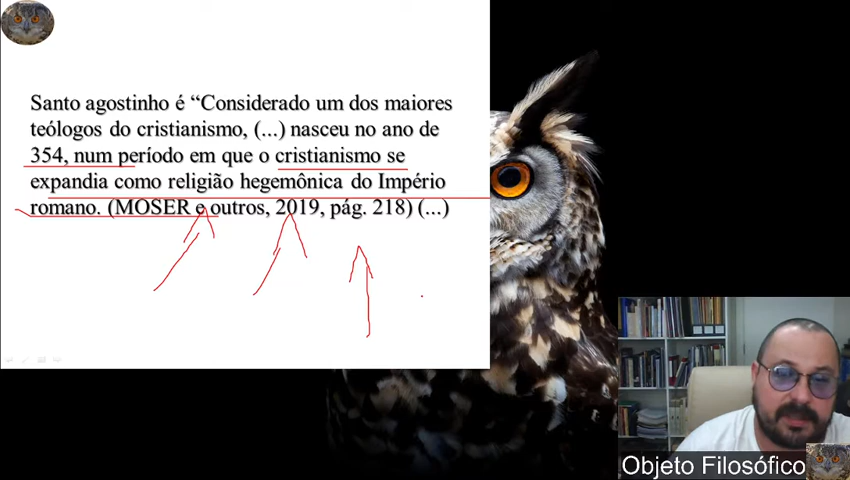 Santo agostinho é “Considerado um dos maiores
teólogos do cristianismo, (...) nasceu no ano de
354, num período em que o cristianismo se
expandia como religião hegemônica do Império
romano. (MOSER e outros, 2019, pág. 218) (...)
Objeto Filosófico